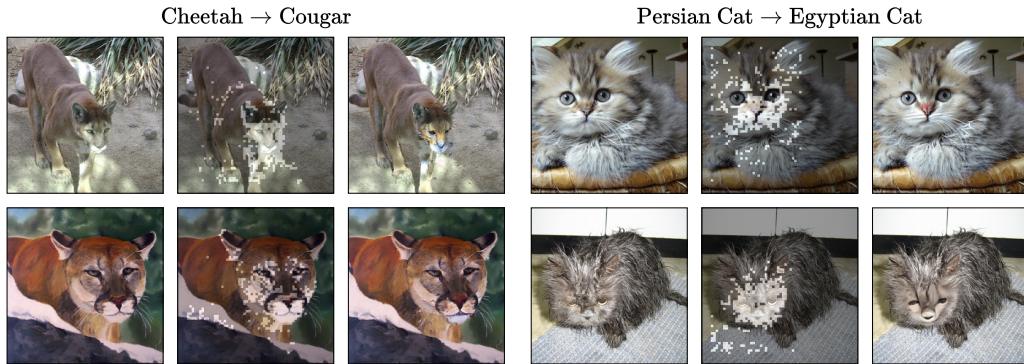 Cheetah → Cougar
Persian Cat → Egyptian Cat